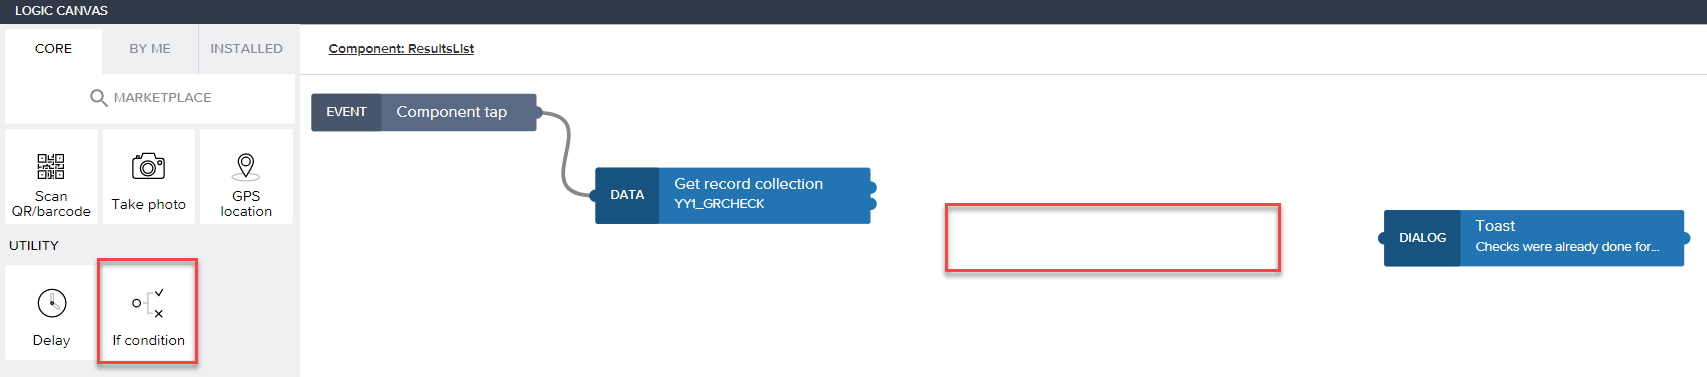 LOGIC CANVAS
CORE
BY ME
INSTALLED
MARKETPLACE
Scan
QR/barcode
Take photo
GPS
location
UTILITY
Delay
If condition
Component: ResultsList
EVENT
Component tap
DATA
Get record collection
YY1_GRCHECK
DIALOG
Toast
Checks were already done for...